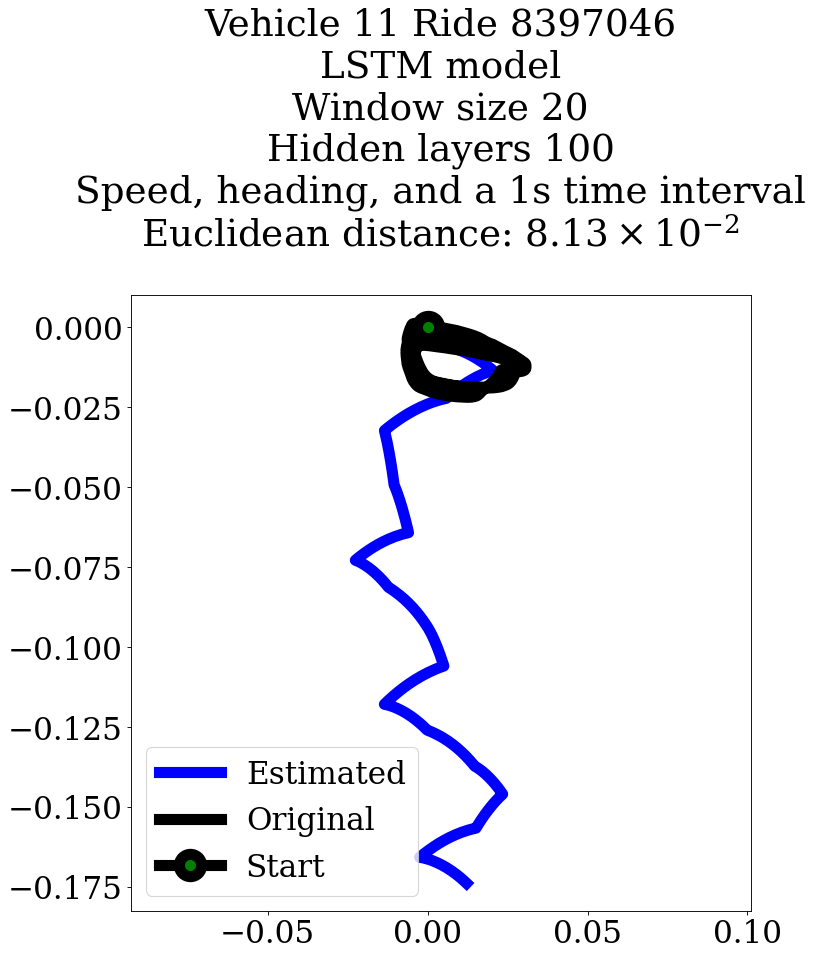 Vehicle 11 Ride 8397046
LSTM model
Window size 20
Hidden layers 100
Speed, heading, and a 1s time interval
Euclidean distance: 8.13 × 10⁻²
0.000
−0.025
−0.050
−0.075
−0.100
−0.125
−0.150
−0.175
Estimated
Original
Start
−0.05
0.00
0.05
0.10